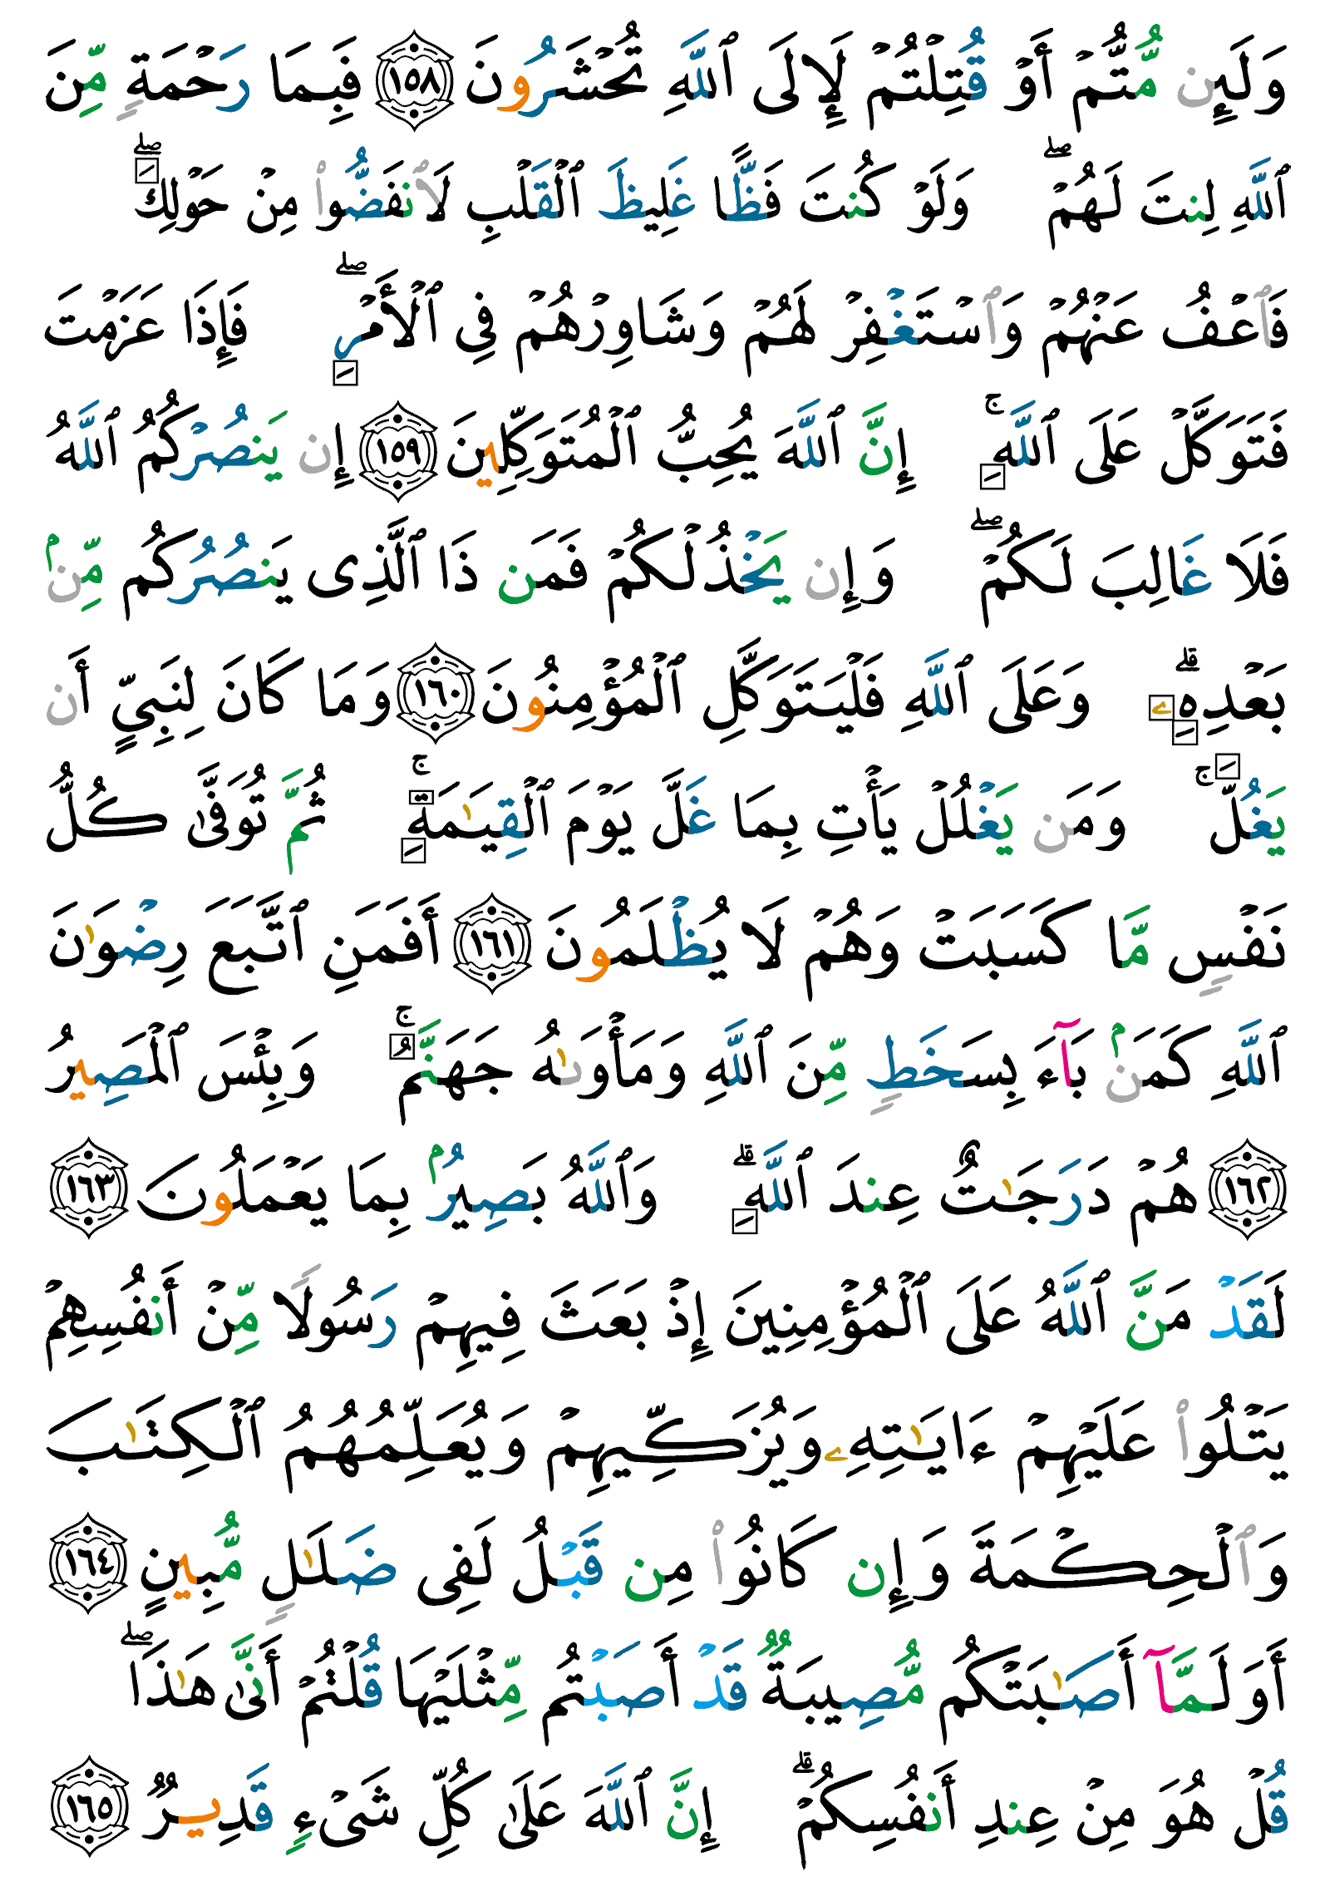 وَلَئِن مُّتُّمْ أَوْ قُتِلْتُمْ لَإِلَى ٱللَّهِ تُحْشَرُونَ ١٥٨ فَبِمَا رَحْمَةٍ مِّنَ
ٱللَّهِ لِنتَ لَهُمْ ۖ وَلَوْ كُنتَ فَظًّا غَلِيظَ ٱلْقَلْبِ لَٱنفَضُّوا۟ مِنْ حَوْلِكَ ۖ
فَٱعْفُ عَنْهُمْ وَٱسْتَغْفِرْ لَهُمْ وَشَاوِرْهُمْ فِى ٱلْأَمْرِ ۖ فَإِذَا عَزَمْتَ
فَتَوَكَّلْ عَلَى ٱللَّهِ ۚ إِنَّ ٱللَّهَ يُحِبُّ ٱلْمُتَوَكِّلِينَ ١٥٩ إِن يَنصُرْكُمُ ٱللَّهُ
فَلَا غَالِبَ لَكُمْ ۖ وَإِن يَخْذُلْكُمْ فَمَن ذَا ٱلَّذِى يَنصُرُكُم مِّنۢ
بَعْدِهِۦ ۗ وَعَلَى ٱللَّهِ فَلْيَتَوَكَّلِ ٱلْمُؤْمِنُونَ ١٦٠ وَمَا كَانَ لِنَبِيٍّ أَن
يَغُلَّ ۚ وَمَن يَغْلُلْ يَأْتِ بِمَا غَلَّ يَوْمَ ٱلْقِيَٰمَةِ ۚ ثُمَّ تُوَفَّىٰ كُلُّ
نَفْسٍ مَّا كَسَبَتْ وَهُمْ لَا يُظْلَمُونَ ١٦١ أَفَمَنِ ٱتَّبَعَ رِضْوَٰنَ
ٱللَّهِ كَمَنۢ بَآءَ بِسَخَطٍ مِّنَ ٱللَّهِ وَمَأْوَىٰهُ جَهَنَّمُ ۚ وَبِئْسَ ٱلْمَصِيرُ
١٦٢ هُمْ دَرَجَٰتٌ عِندَ ٱللَّهِ ۗ وَٱللَّهُ بَصِيرٌۢ بِمَا يَعْمَلُونَ ١٦٣
لَقَدْ مَنَّ ٱللَّهُ عَلَى ٱلْمُؤْمِنِينَ إِذْ بَعَثَ فِيهِمْ رَسُولًا مِّنْ أَنفُسِهِمْ
يَتْلُوا۟ عَلَيْهِمْ ءَايَٰتِهِۦ وَيُزَكِّيهِمْ وَيُعَلِّمُهُمُ ٱلْكِتَٰبَ
وَٱلْحِكْمَةَ وَإِن كَانُوا۟ مِن قَبْلُ لَفِى ضَلَٰلٍ مُّبِينٍ ١٦٤
أَوَلَمَّآ أَصَٰبَتْكُم مُّصِيبَةٌ قَدْ أَصَبْتُم مِّثْلَيْهَا قُلْتُمْ أَنَّىٰ هَٰذَا ۖ
قُلْ هُوَ مِنْ عِندِ أَنفُسِكُمْ ۗ إِنَّ ٱللَّهَ عَلَىٰ كُلِّ شَىْءٍ قَدِيرٌ ١٦٥